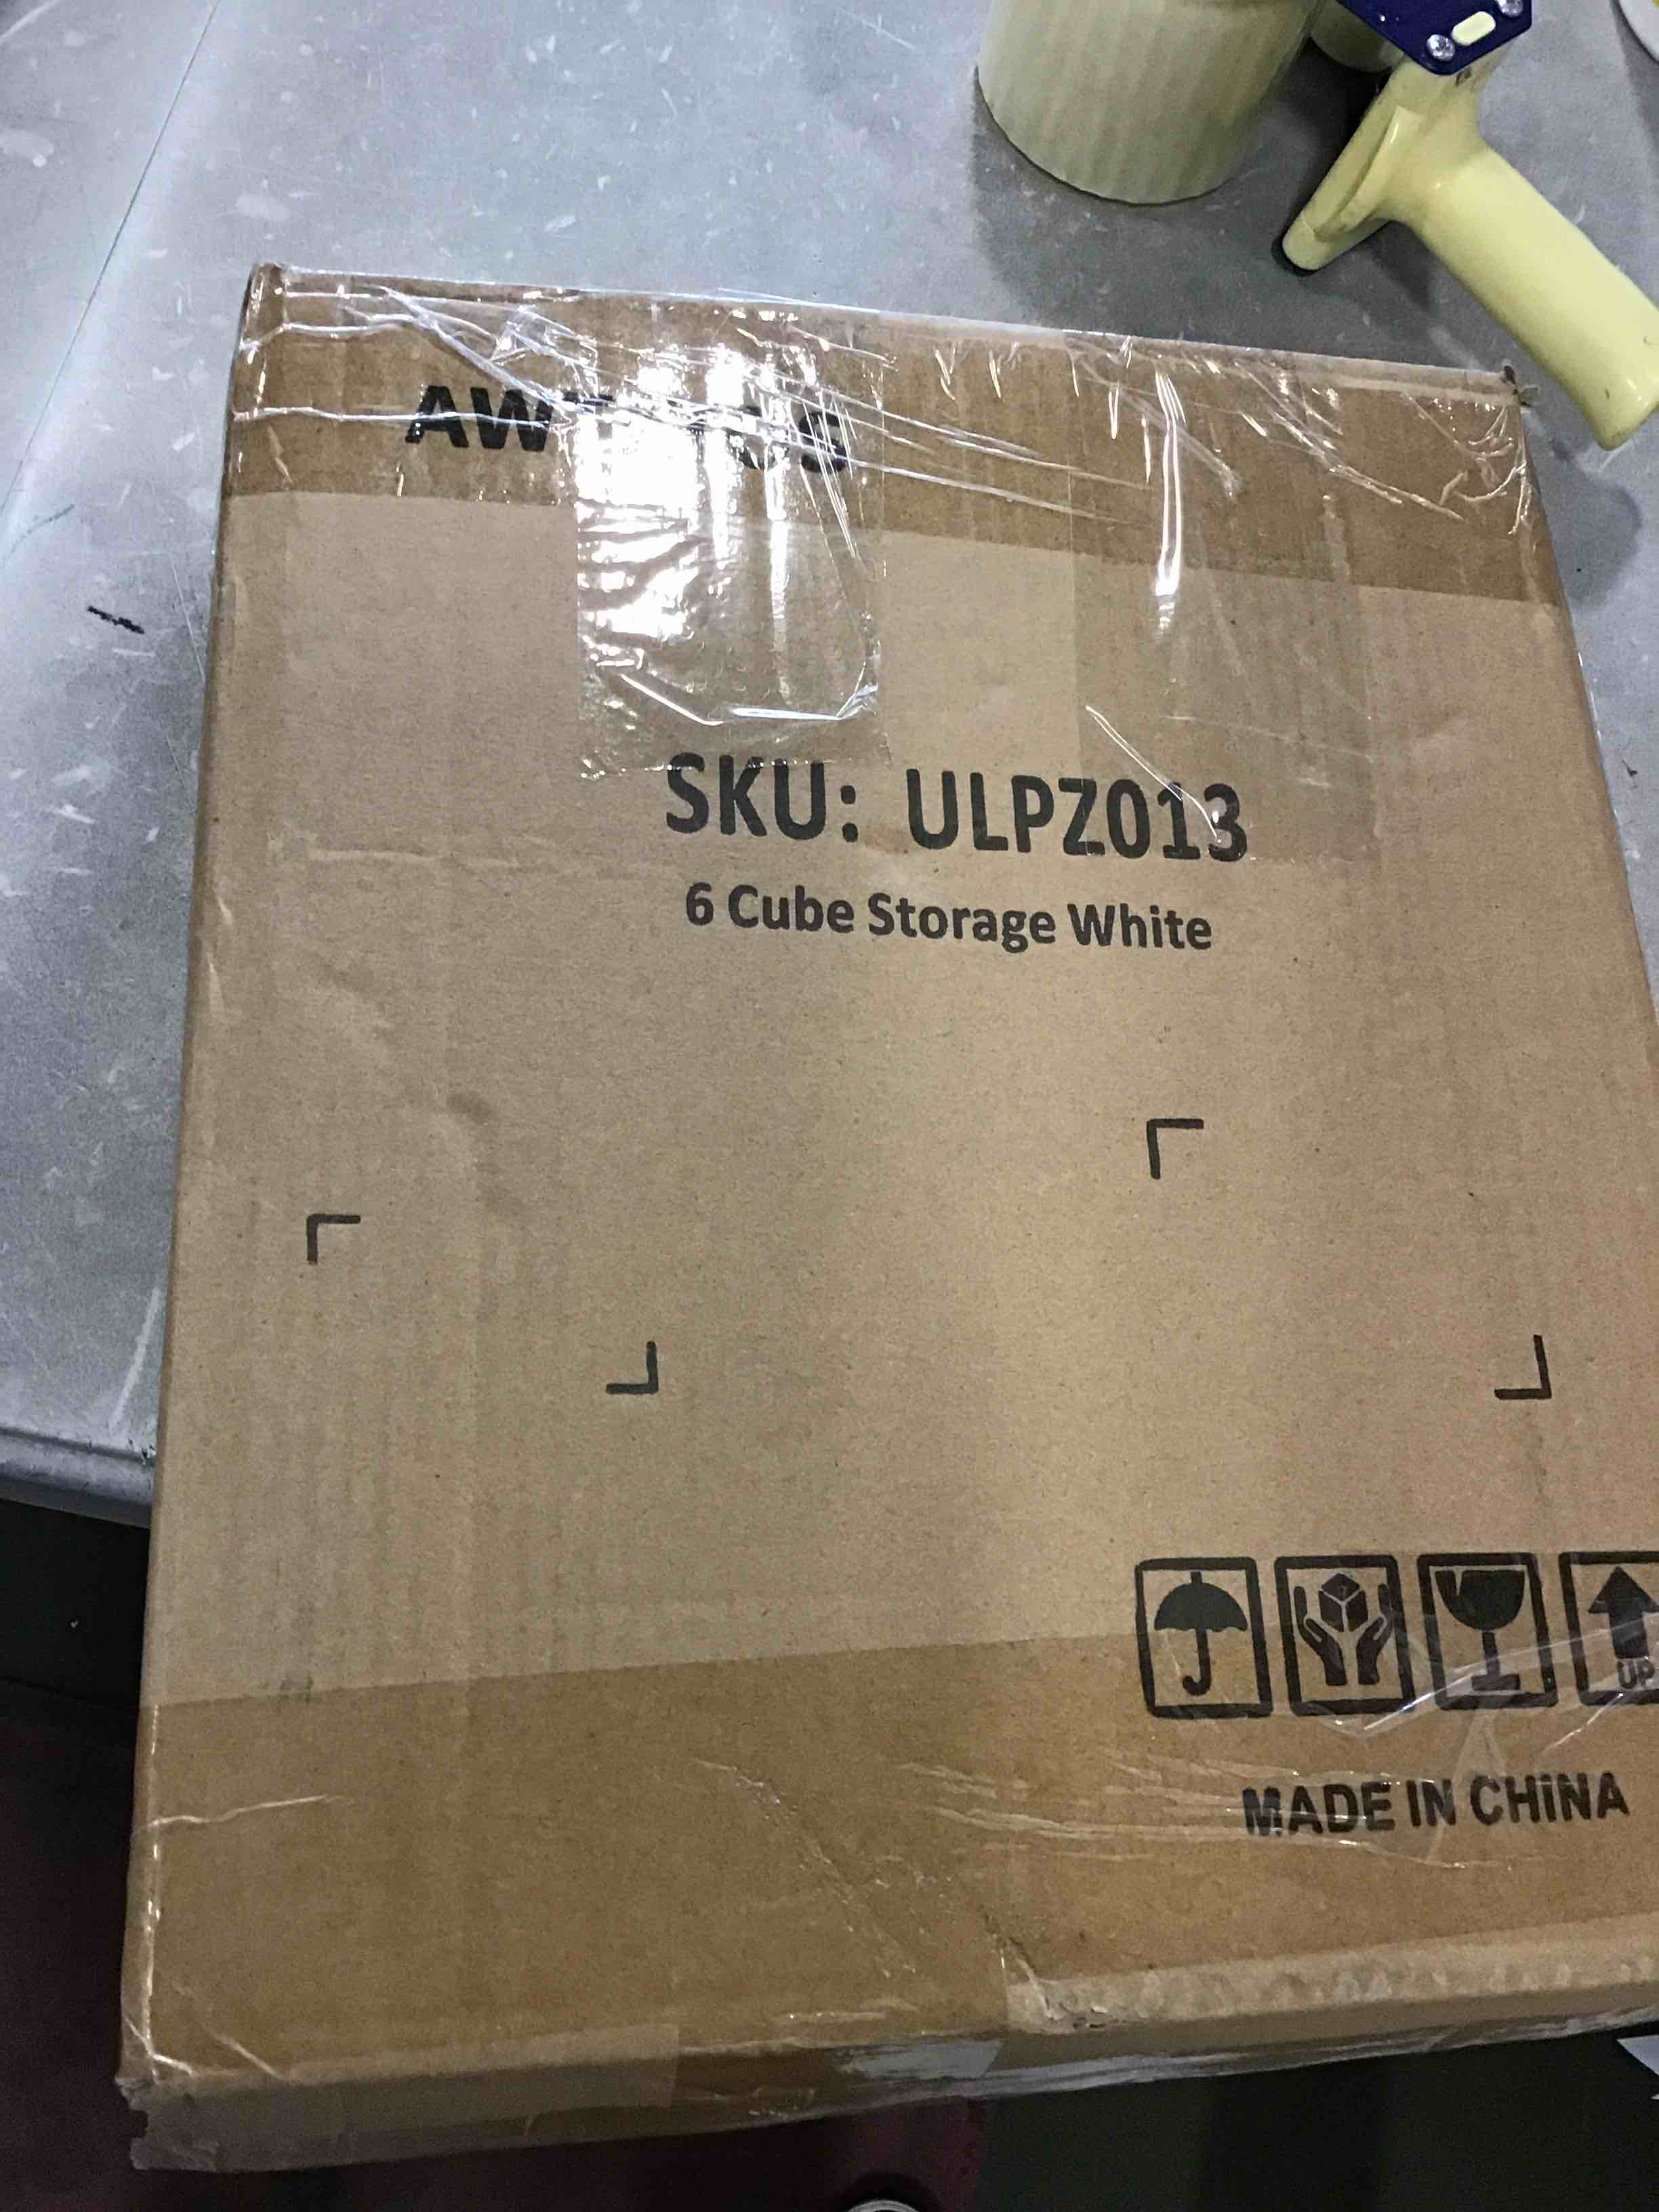 SKU: ULPZ013
6 Cube Storage White
UP
MADE IN CHINA